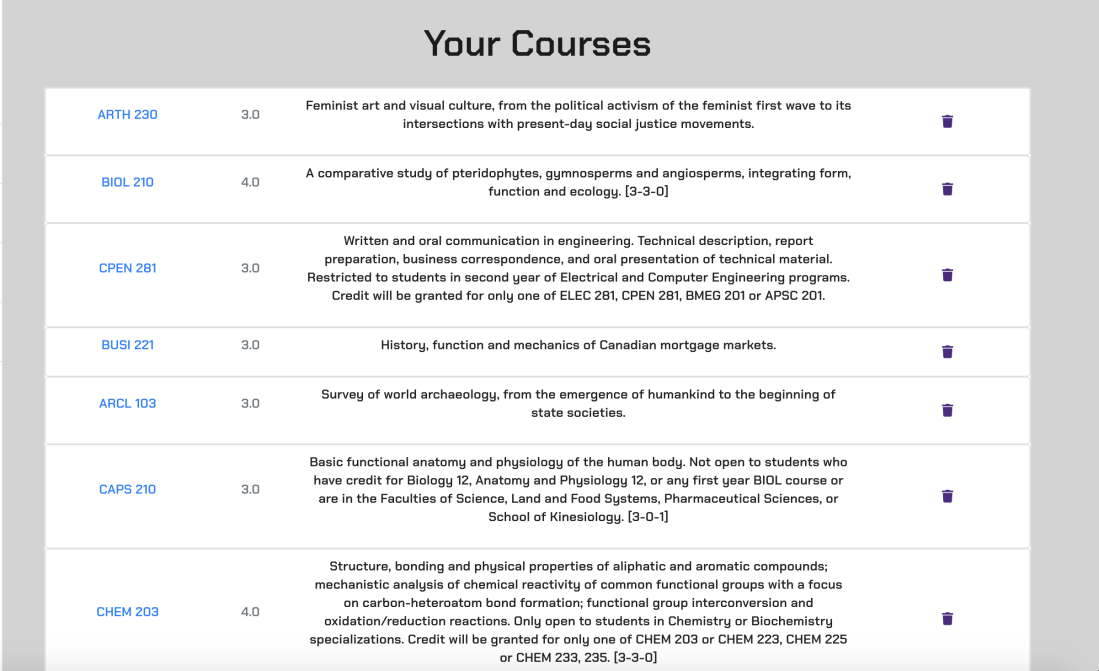 Your Courses
ARTH 230
3.0
Feminist art and visual culture, from the political activism of the feminist first wave to its
intersections with present-day social justice movements.
BIOL 210
4.0
A comparative study of pteridophytes, gymnosperms and angiosperms, integrating form,
function and ecology. [3-3-0]
CPEN 281
3.0
Written and oral communication in engineering. Technical description, report
preparation, business correspondence, and oral presentation of technical material.
Restricted to students in second year of Electrical and Computer Engineering programs.
Credit will be granted for only one of ELEC 281, CPEN 281, BMEG 201 or APSC 201.
BUSI 221
3.0
History, function and mechanics of Canadian mortgage markets.
ARCL 103
3.0
Survey of world archaeology, from the emergence of humankind to the beginning of
state societies.
CAPS 210
3.0
Basic functional anatomy and physiology of the human body. Not open to students who
have credit for Biology 12, Anatomy and Physiology 12, or any first year BIOL course or
are in the Faculties of Science, Land and Food Systems, Pharmaceutical Sciences, or
School of Kinesiology. [3-0-1]
CHEM 203
4.0
Structure, bonding and physical properties of aliphatic and aromatic compounds;
mechanistic analysis of chemical reactivity of common functional groups with a focus
on carbon-heteroatom bond formation; functional group interconversion and
oxidation/reduction reactions. Only open to students in Chemistry or Biochemistry
specializations. Credit will be granted for only one of CHEM 203 or CHEM 223, CHEM 225
or CHEM 233, 235. [3-3-0]